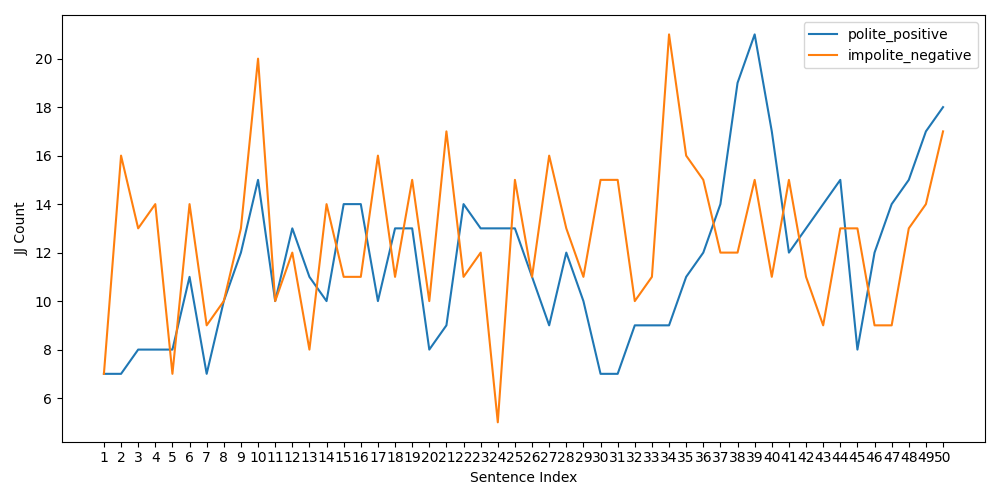 polite_positive
impolite_negative
JJ Count
20
18
16
14
12
10
8
6
1 2 3 4 5 6 7 8 9 10 11 12 13 14 15 16 17 18 19 20 21 22 23 24 25 26 27 28 29 30 31 32 33 34 35 36 37 38 39 40 41 42 43 44 45 46 47 48 49 50
Sentence Index